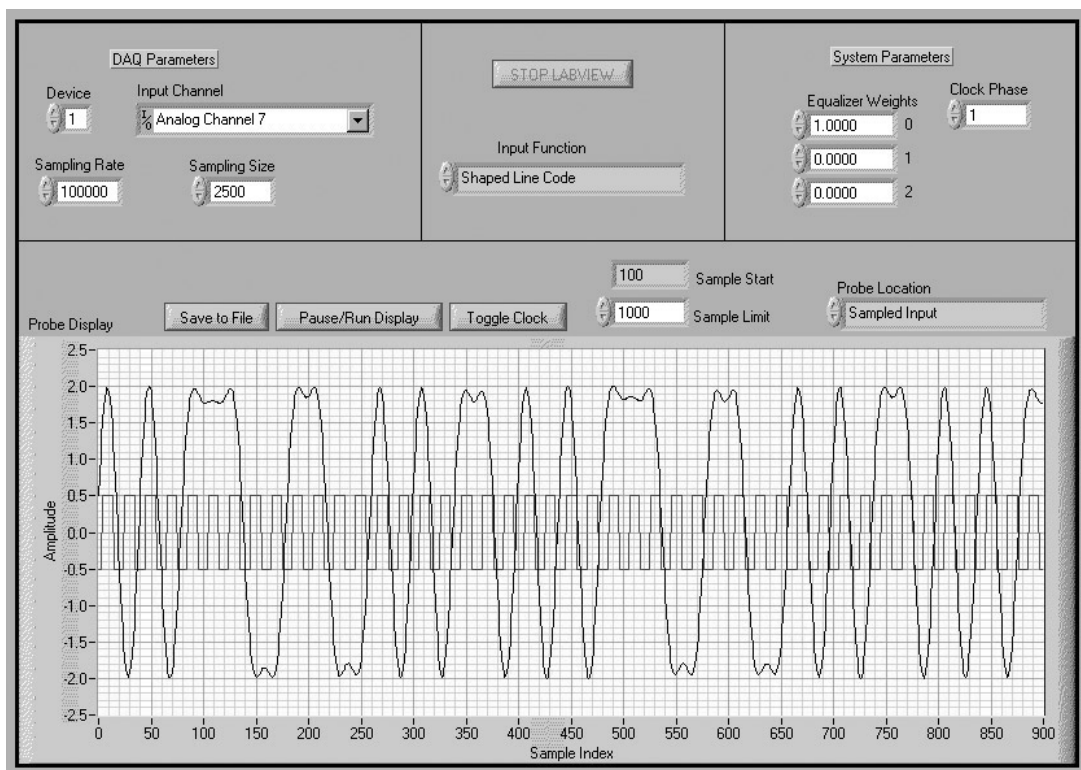 DAQ Parameters
Device
Input Channel
1
I/O Analog Channel 7
Sampling Rate
Sampling Size
100000
2500
STOP LABVIEW
Input Function
Shaped Line Code
System Parameters
Equalizer Weights
Clock Phase
1.0000 0
1
0.0000 1
0.0000 2
Probe Display
Save to File
Pause/Run Display
Toggle Clock
100 Sample Start
1000 Sample Limit
Probe Location
Sampled Input
2.5
2.0
1.5
1.0
0.5
0.0
-0.5
-1.0
-1.5
-2.0
-2.5
Amplitude
0 50 100 150 200 250 300 350 400 450 500 550 600 650 700 750 800 850 900
Sample Index